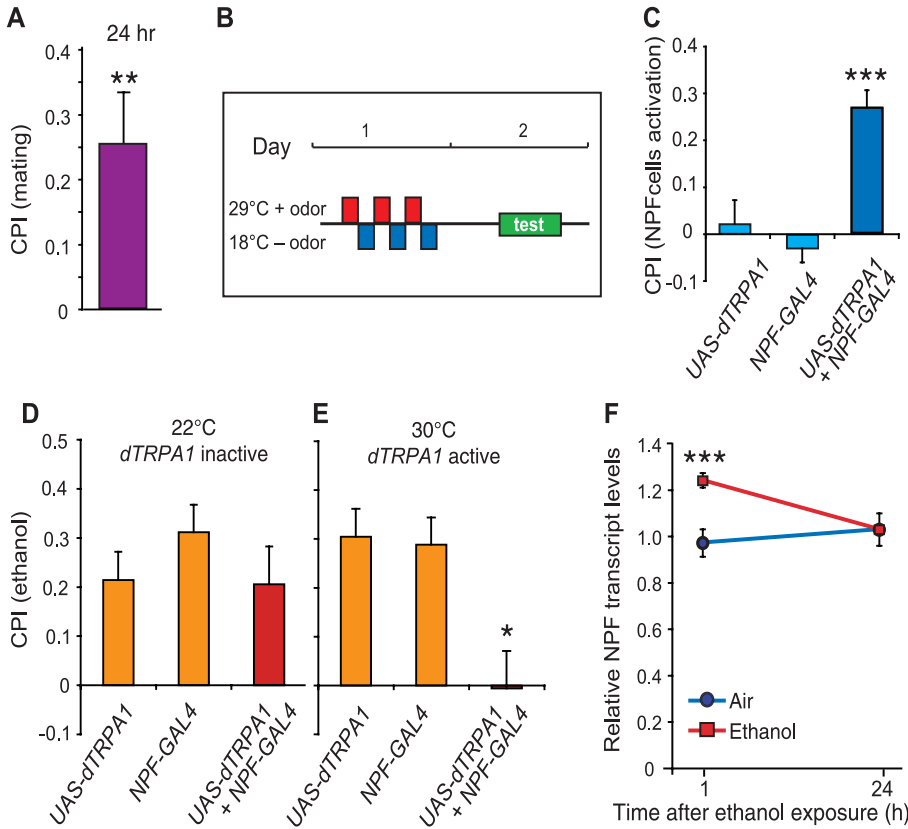 A
24 hr
0.4
**
0.3
0.2
0.1
0
CPI (mating)
B
1
2
Day
29°C + odor
18°C – odor
test
C
0.4
***
0.3
0.2
0.1
0
-0.1
CPI (NPFcells activation)
UAS-dTRPA1
NPF-GAL4
UAS-dTRPA1
+ NPF-GAL4
D
22°C
dTRPA1 inactive
0.5
0.4
0.3
0.2
0.1
0
-0.1
CPI (ethanol)
UAS-dTRPA1
NPF-GAL4
UAS-dTRPA1
+ NPF-GAL4
E
30°C
dTRPA1 active
*
UAS-dTRPA1
NPF-GAL4
UAS-dTRPA1
+ NPF-GAL4
F
1.4
***
1.2
1.0
0.8
1.0
1.2
0
Relative NPF transcript levels
Air
Ethanol
1
24
Time after ethanol exposure (h)